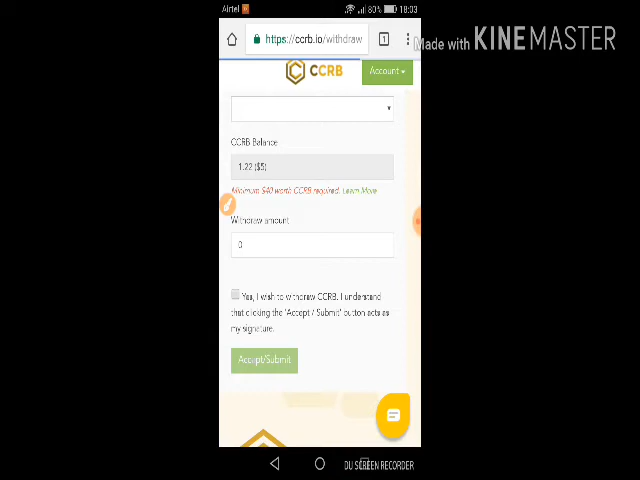 Airtel
80% 18:03
https://ccrb.io/withdraw
1
Made with KINEMASTER
CCRB
Account
CCRB Balance
1.22 ($5)
Minimum $40 worth CCRB required. Learn More
Withdraw amount
0
Yes, I wish to withdraw CCRB. I understand
that clicking the 'Accept / Submit' button acts as
my signature.
Accept/Submit
DU SCREEN RECORDER